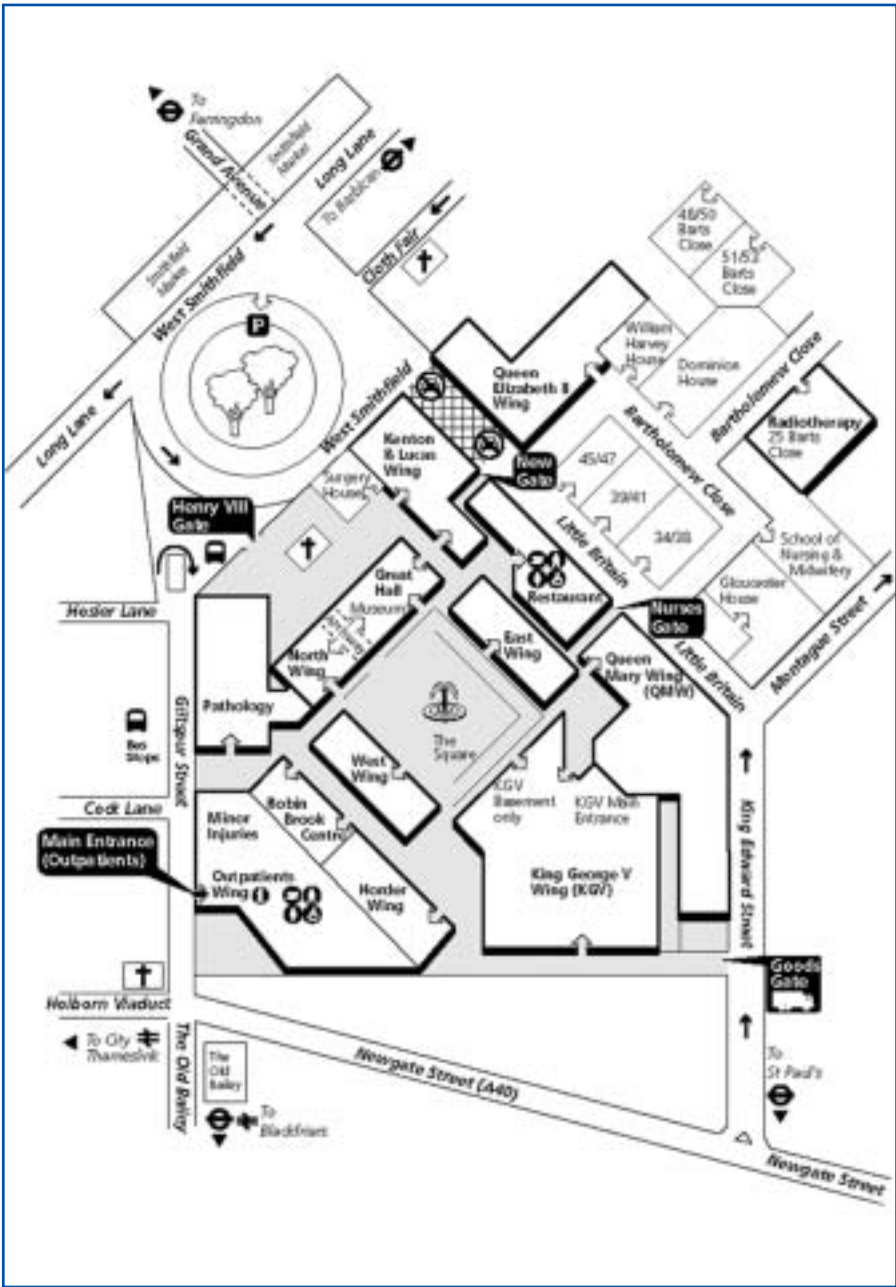 To
Farringdon
Grand Avenue
Smithfield
Market
Long Lane
To Barbican
Smithfield
Market
West Smithfield
Cloth Fair
48/50
Barts
Close
51/53
Barts
Close
P
William
Harvey
House
Dominion
House
Bartholomew Close
Queen
Elizabeth II
Wing
Long Lane
West Smithfield
Kenton
& Lucas
Wing
Radiotherapy
25 Barts
Close
Bartholomew Close
New
Gate
45/47
39/41
34/38
Surgery
House
Henry VIII
Gate
Little Britain
School of
Nursing &
Midwifery
Gloucester
House
Great
Hall
Museum
Restaurant
Nurses
Gate
Montague Street
Hosier Lane
Archway
North
Wing
East
Wing
Queen
Mary Wing
(QMW)
Little Britain
Pathology
Giltspur Street
Bus
Stops
The
Square
West
Wing
KGV
Basement
only
KGV Main
Entrance
Cock Lane
Minor
Injuries
Robin
Brook
Centre
Main Entrance
(Outpatients)
Outpatients
Wing
Horder
Wing
King George V
Wing (KGV)
King Edward Street
Goods
Gate
Holborn Viaduct
To City
Thameslink
The Old Bailey
The
Old
Bailey
To
Blackfriars
Newgate Street (A40)
To
St Paul's
Newgate Street